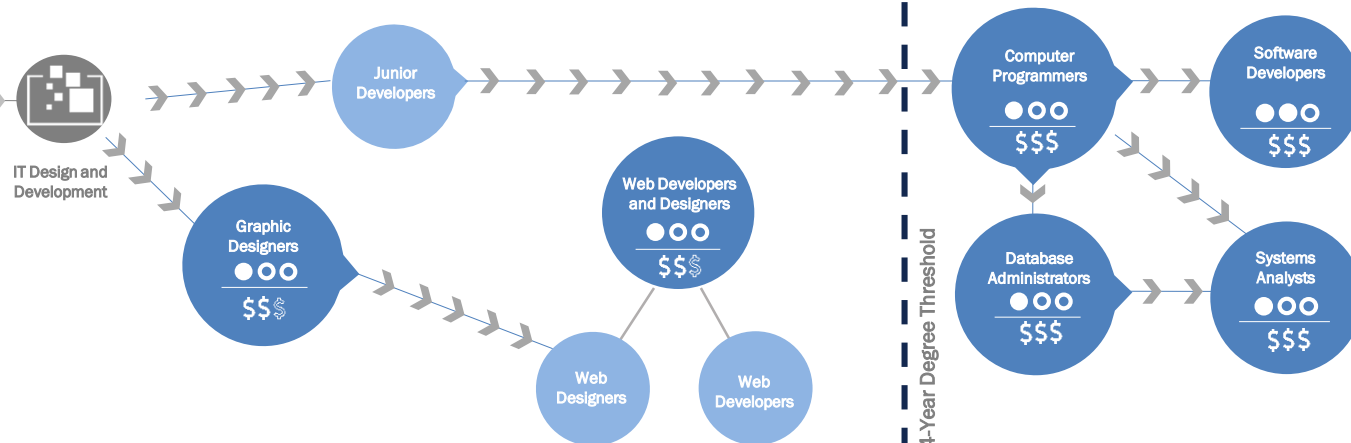 Junior
Developers
IT Design and
Development
Graphic
Designers
$$$
Web Developers
and Designers
$$$
Web
Designers
Web
Developers
4-Year Degree Threshold
Computer
Programmers
$$$
Software
Developers
$$$
Database
Administrators
$$$
Systems
Analysts
$$$